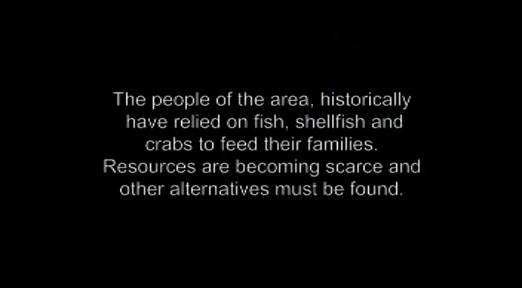 The people of the area, historically
have relied on fish, shellfish and
crabs to feed their families.
Resources are becoming scarce and
other alternatives must be found.